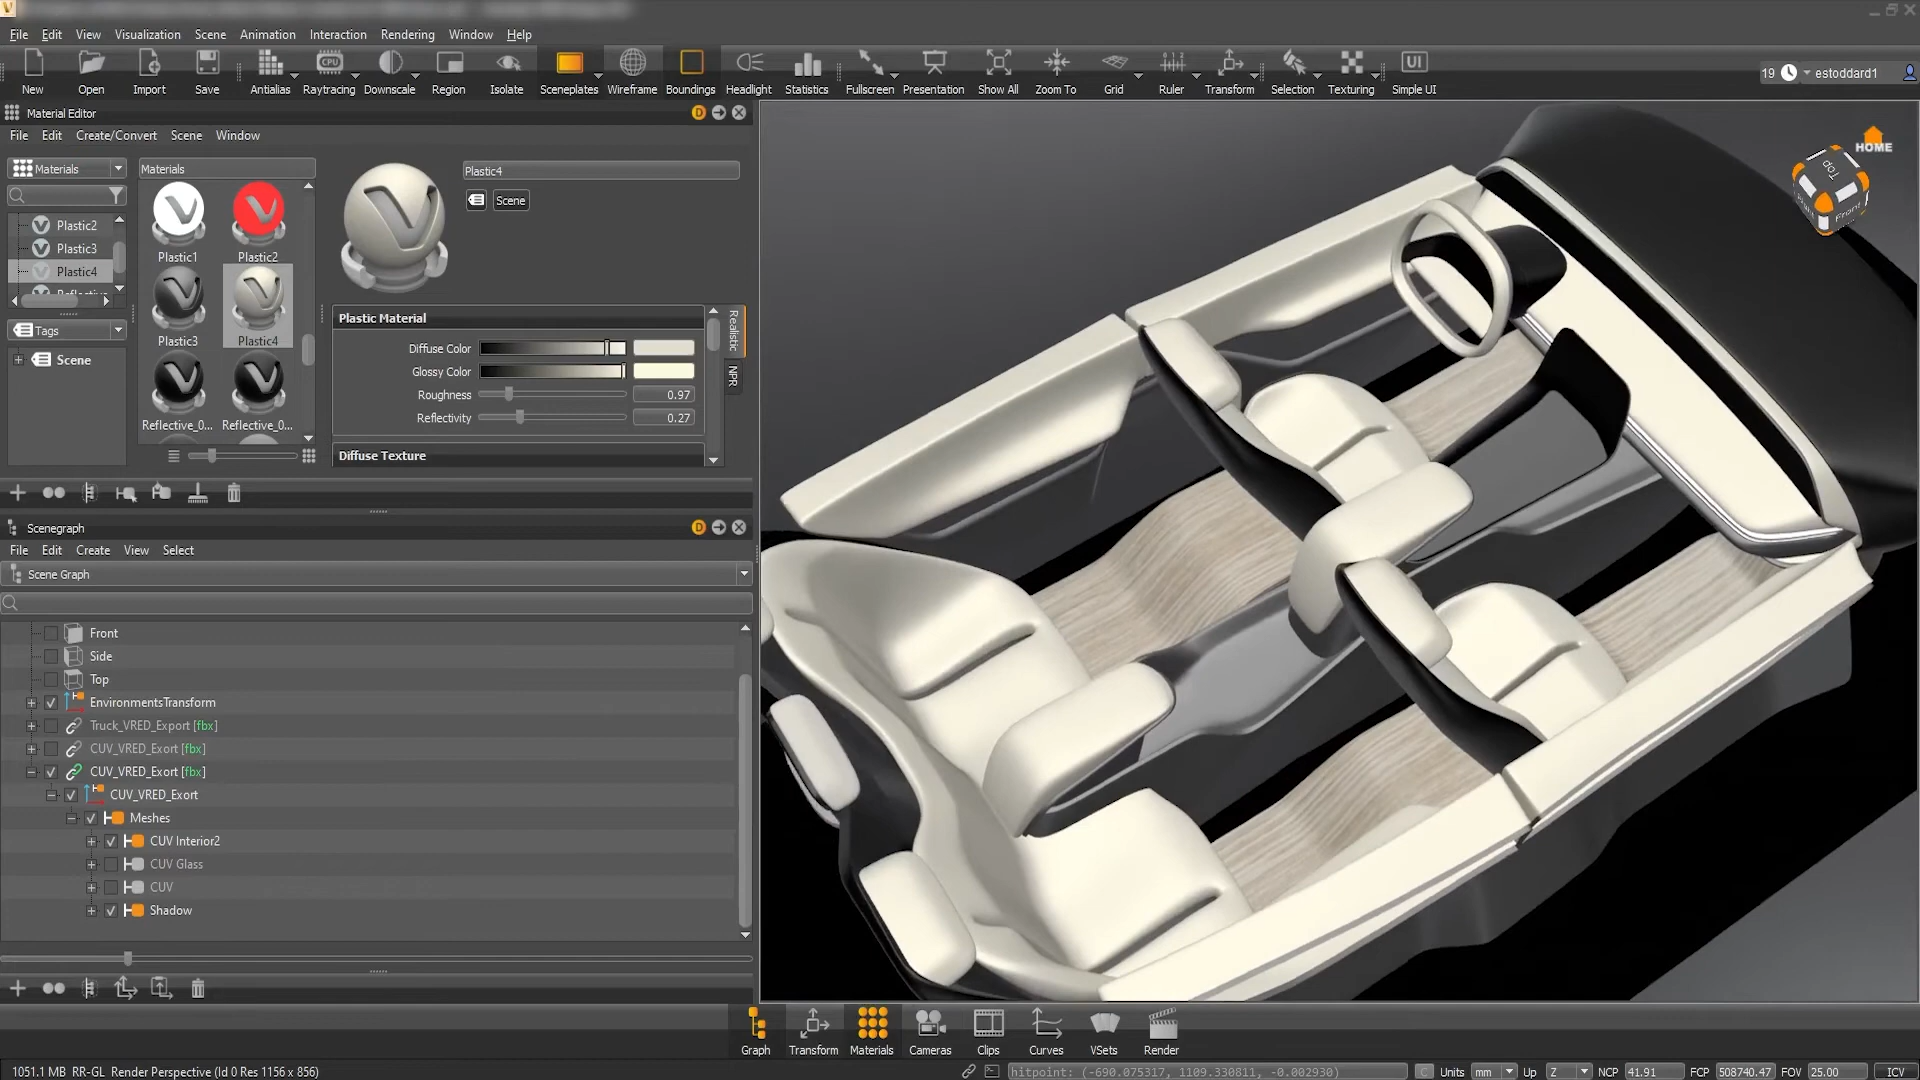 File Edit View Visualization Scene Animation Interaction Rendering Window Help
New Open Import Save Antialias Raytracing Downscale Region Isolate Sceneplates Wireframe Boundings Headlight Statistics Fullscreen Presentation Show All Zoom To Grid Ruler Transform Selection Texturing Simple UI
CPU
UI
19 estoddard1
Material Editor
D
File Edit Create/Convert Scene Window
Materials
Materials
Plastic2
Plastic3
Plastic4
Reflective
Tags
Scene
Plastic1 Plastic2
Plastic3 Plastic4
Reflective_0... Reflective_0...
Plastic4
Scene
Plastic Material
Diffuse Color
Glossy Color
Roughness 0.97
Reflectivity 0.27
Diffuse Texture
Realistic
NPR
Scenegraph
D
File Edit Create View Select
Scene Graph
Front
Side
Top
EnvironmentsTransform
Truck_VRED_Export [fbx]
CUV_VRED_Exort [fbx]
CUV_VRED_Exort [fbx]
CUV_VRED_Exort
Meshes
CUV Interior2
CUV Glass
CUV
Shadow
HOME
Top
Front
Graph Transform Materials Cameras Clips Curves VSets Render
1051.1 MB RR-GL Render Perspective (Id 0 Res 1156 x 856)
hitpoint: (-690.075317, 1109.330811, -0.002930)
C Units mm Up Z NCP 41.91 FCP 508740.47 FOV 25.00 ICV